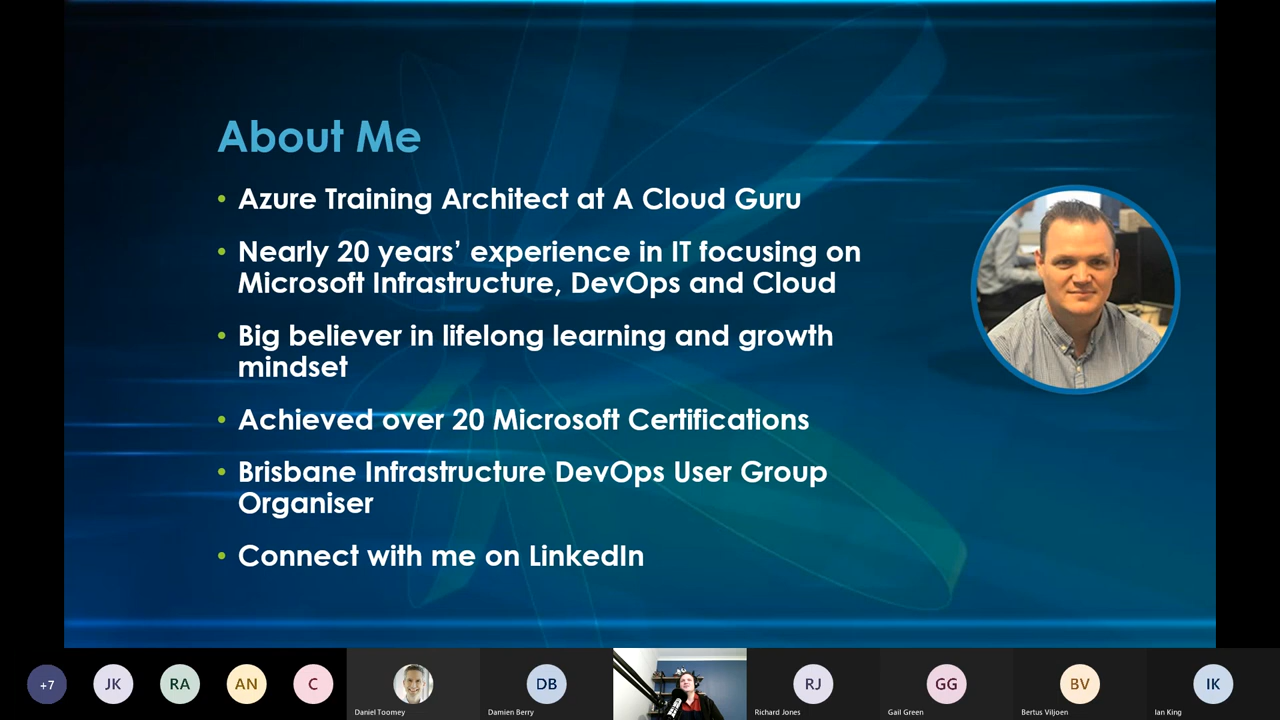 About Me
• Azure Training Architect at A Cloud Guru
• Nearly 20 years’ experience in IT focusing on
Microsoft Infrastructure, DevOps and Cloud
• Big believer in lifelong learning and growth
mindset
• Achieved over 20 Microsoft Certifications
• Brisbane Infrastructure DevOps User Group
Organiser
• Connect with me on LinkedIn
+7
JK
RA
AN
C
Daniel Toomey
DB
Damien Berry
RJ
Richard Jones
GG
Gail Green
BV
Bertus Viljoen
IK
Ian King